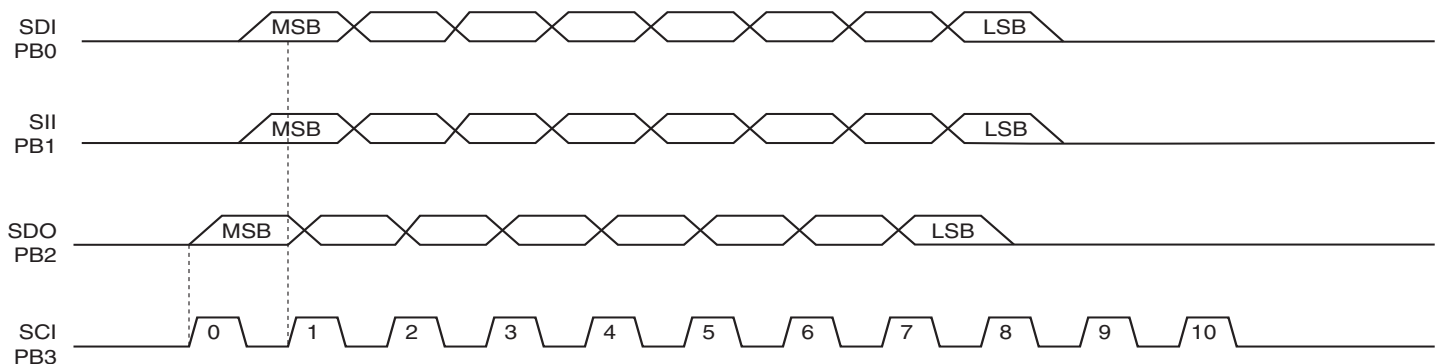 SDI
PB0
MSB LSB
SII
PB1
MSB LSB
SDO
PB2
MSB LSB
SCI
PB3
0 1 2 3 4 5 6 7 8 9 10